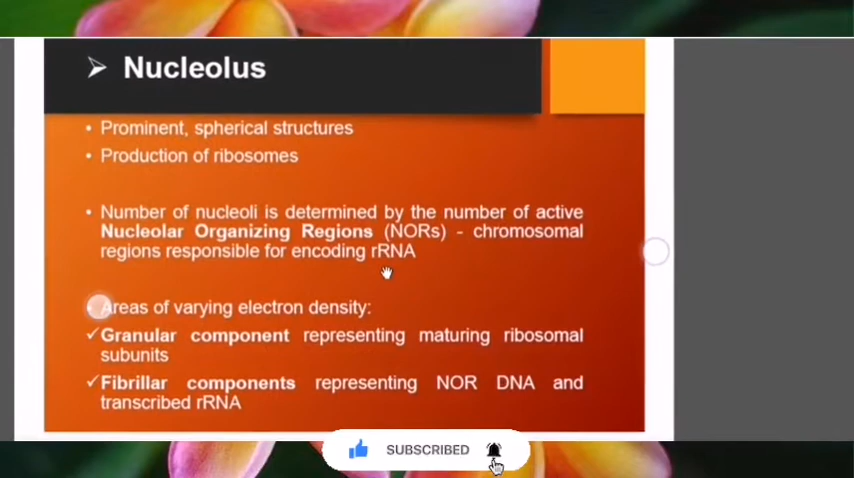 ➢ Nucleolus
• Prominent, spherical structures
• Production of ribosomes
• Number of nucleoli is determined by the number of active
Nucleolar Organizing Regions (NORs) - chromosomal
regions responsible for encoding rRNA
• Areas of varying electron density:
✓Granular component representing maturing ribosomal
subunits
✓Fibrillar components representing NOR DNA and
transcribed rRNA
SUBSCRIBED